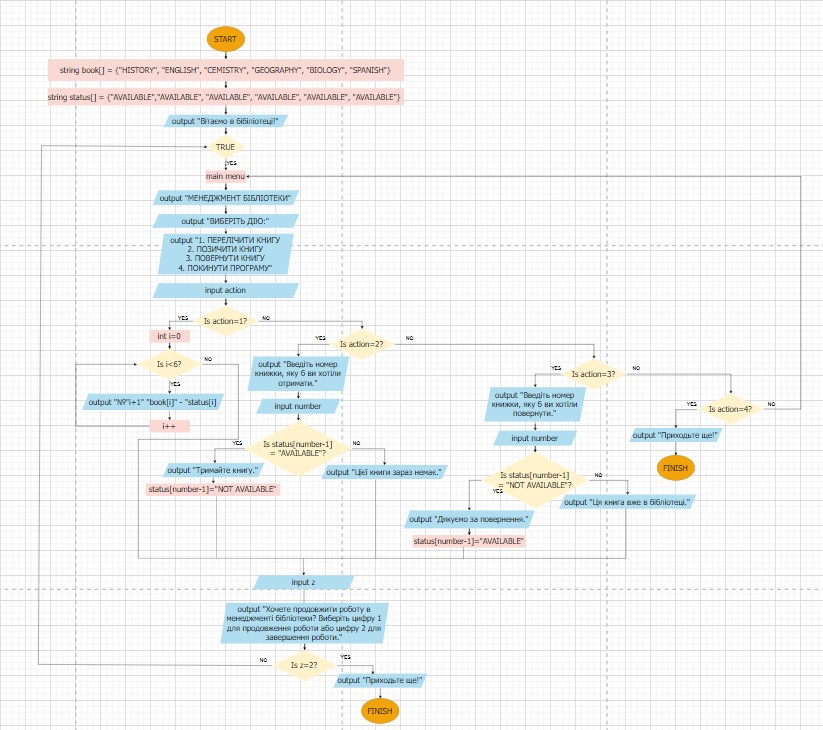 START
string book[] = {"HISTORY", "ENGLISH", "CEMISTRY", "GEOGRAPHY", "BIOLOGY", "SPANISH"}
string status[] = {"AVAILABLE","AVAILABLE", "AVAILABLE", "AVAILABLE", "AVAILABLE", "AVAILABLE"}
output "Вітаємо в бібліотеці!"
TRUE
YES
main menu
output "МЕНЕДЖМЕНТ БІБЛІОТЕКИ"
output "ВИБЕРІТЬ ДІЮ:"
output "1. ПЕРЕЛІЧИТИ КНИГУ
2. ПОЗИЧИТИ КНИГУ
3. ПОВЕРНУТИ КНИГУ
4. ПОКИНУТИ ПРОГРАМУ"
input action
YES
Is action=1?
NO
int i=0
Is i<6?
NO
YES
output "№"i+1" "book[i]" - "status[i]
i++
YES
Is action=2?
NO
output "Введіть номер
книжки, яку б ви хотіли
отримати."
input number
YES
Is status[number-1]
= "AVAILABLE"?
NO
output "Тримайте книгу."
status[number-1]="NOT AVAILABLE"
output "Цієї книги зараз немає."
YES
Is action=3?
NO
output "Введіть номер
книжки, яку б ви хотіли
повернути."
input number
Is status[number-1]
= "NOT AVAILABLE"?
NO
YES
output "Дякуємо за повернення."
status[number-1]="AVAILABLE"
output "Ця книга вже в бібліотеці."
YES
Is action=4?
NO
output "Приходьте ще!"
FINISH
input z
output "Хочете продовжити роботу в
менеджменті бібліотеки? Виберіть цифру 1
для продовження роботи або цифру 2 для
завершення роботи."
NO
Is z=2?
YES
output "Приходьте ще!"
FINISH